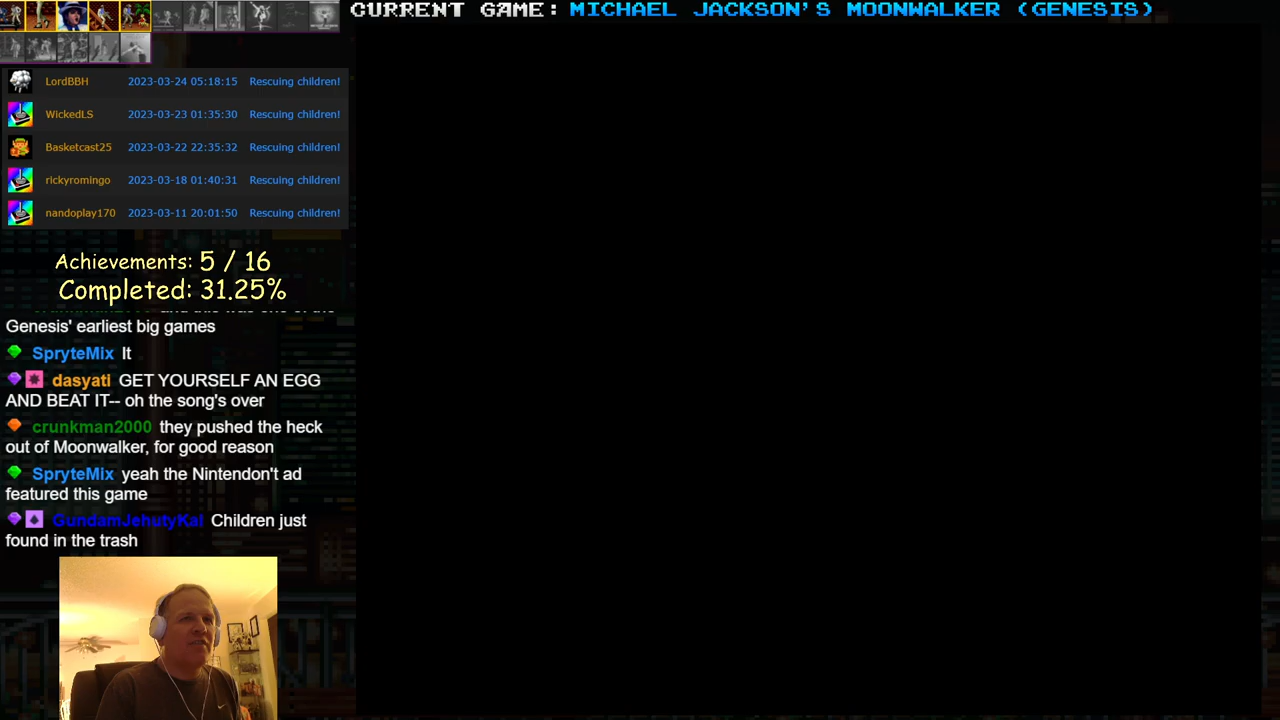 CURRENT GAME: MICHAEL JACKSON'S MOONWALKER (GENESIS)
LordBBH 2023-03-24 05:18:15 Rescuing children!
WickedLS 2023-03-23 01:35:30 Rescuing children!
Basketcast25 2023-03-22 22:35:32 Rescuing children!
rickyromingo 2023-03-18 01:40:31 Rescuing children!
nandoplay170 2023-03-11 20:01:50 Rescuing children!
Achievements: 5 / 16
Completed: 31.25%
Genesis' earliest big games
SpryteMix It
dasyati GET YOURSELF AN EGG
AND BEAT IT-- oh the song's over
crunkman2000 they pushed the heck
out of Moonwalker, for good reason
SpryteMix yeah the Nintendon't ad
featured this game
GundamJehutyKai Children just
found in the trash